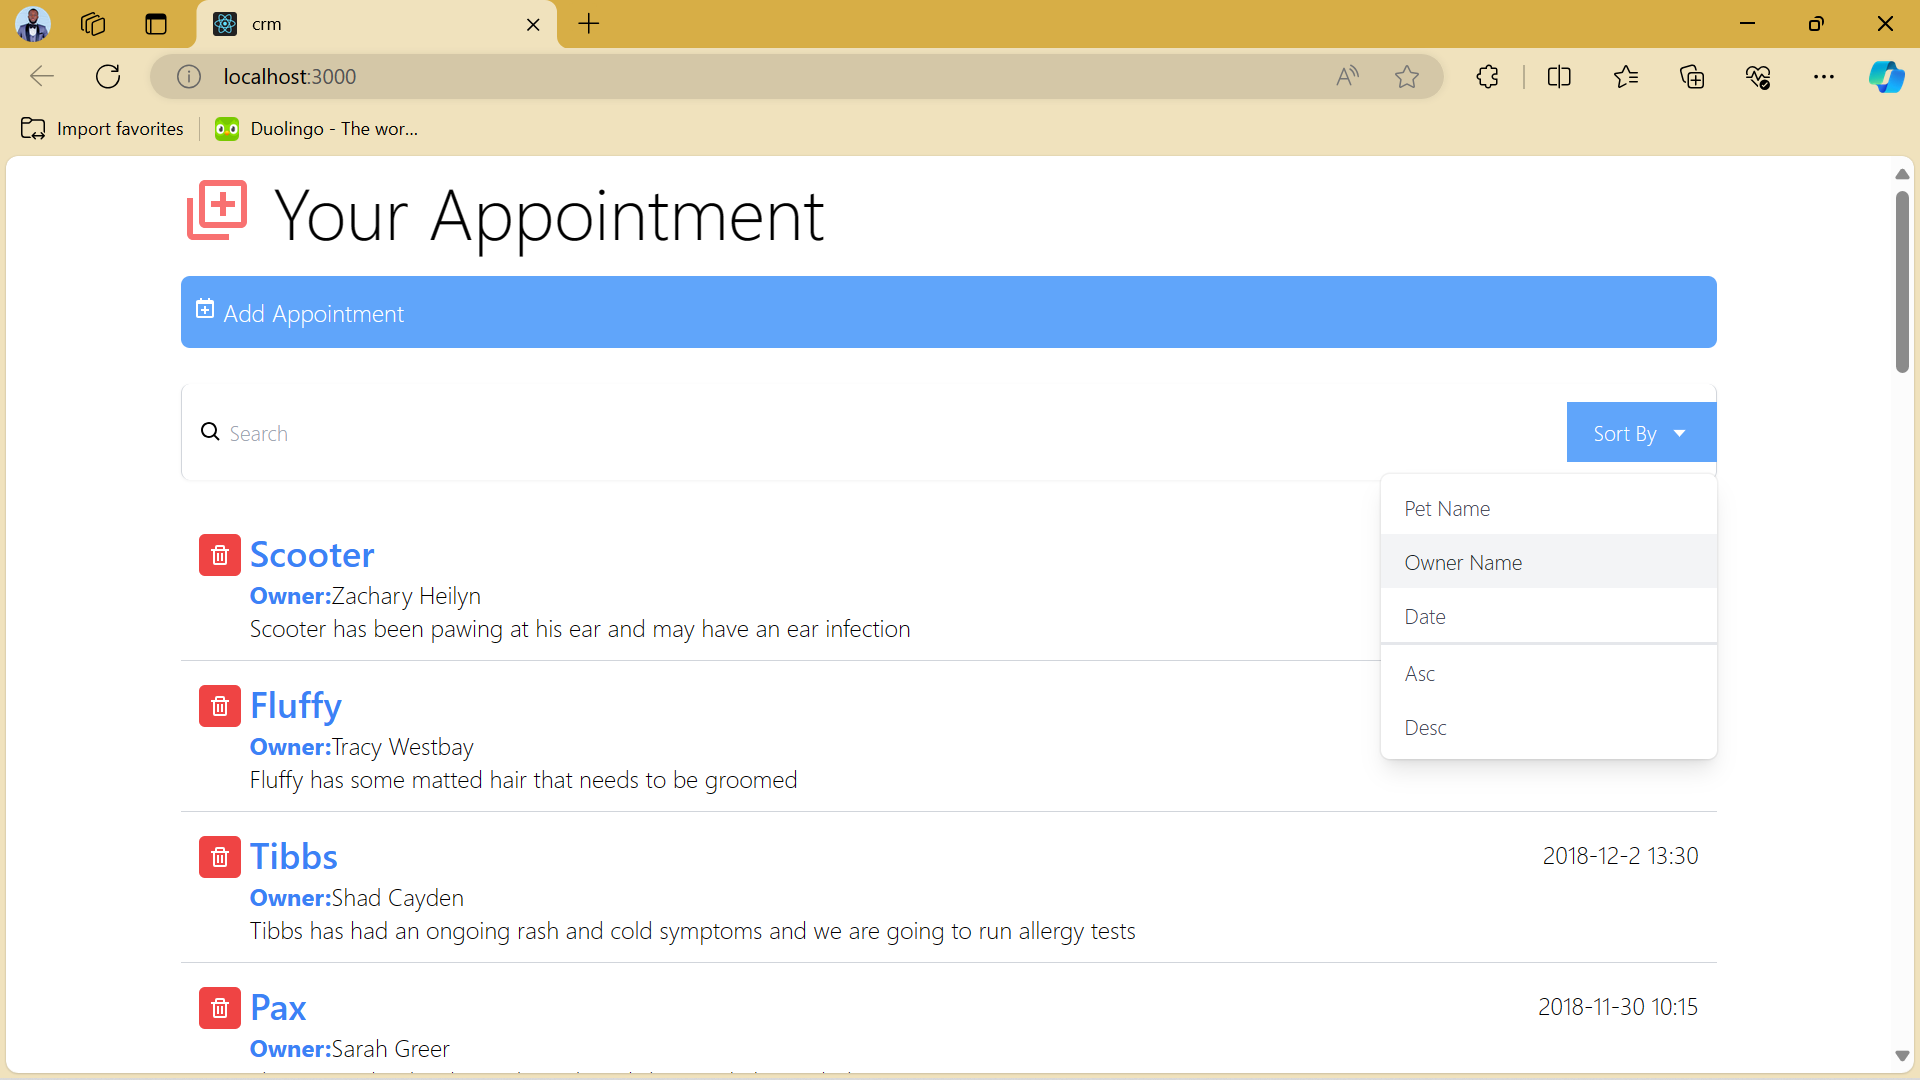 crm
localhost:3000
Import favorites
Duolingo - The wor...
Your Appointment
Add Appointment
Search
Sort By
Pet Name
Owner Name
Date
Asc
Desc
Scooter
Owner:Zachary Heilyn
Scooter has been pawing at his ear and may have an ear infection
Fluffy
Owner:Tracy Westbay
Fluffy has some matted hair that needs to be groomed
Tibbs
2018-12-2 13:30
Owner:Shad Cayden
Tibbs has had an ongoing rash and cold symptoms and we are going to run allergy tests
Pax
2018-11-30 10:15
Owner:Sarah Greer